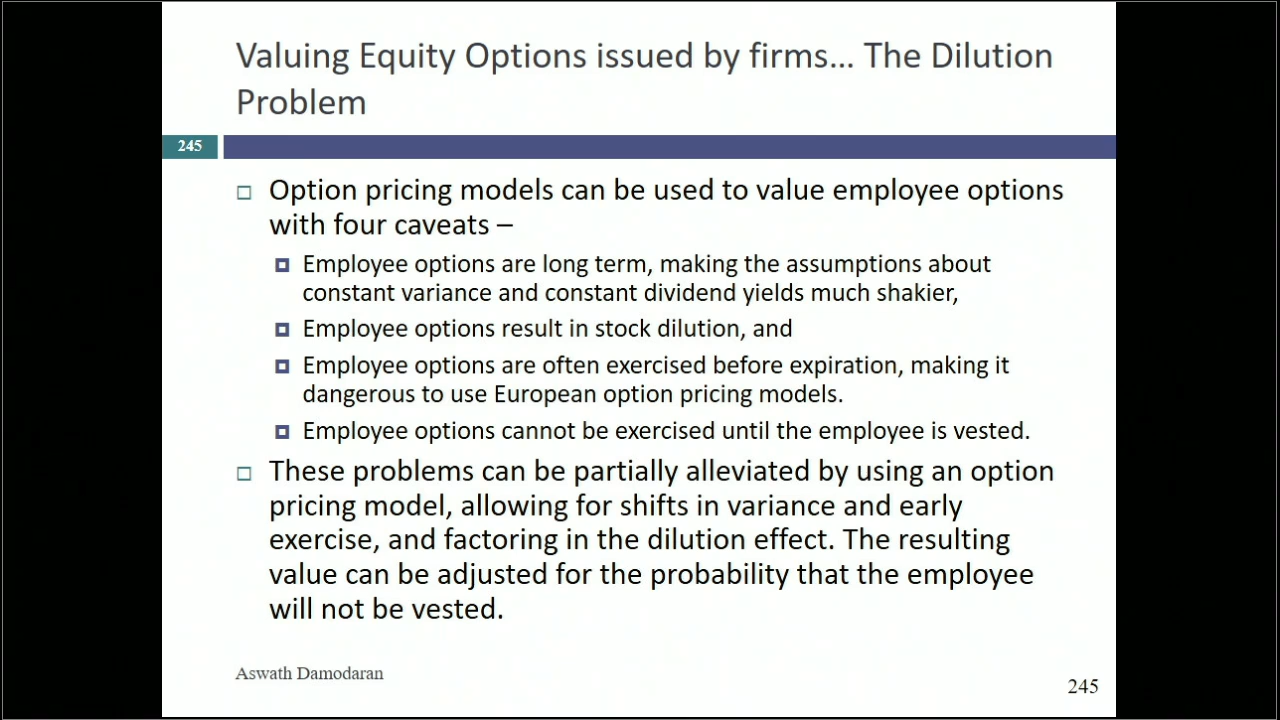 Valuing Equity Options issued by firms... The Dilution
Problem
245
Option pricing models can be used to value employee options
with four caveats –
Employee options are long term, making the assumptions about
constant variance and constant dividend yields much shakier,
Employee options result in stock dilution, and
Employee options are often exercised before expiration, making it
dangerous to use European option pricing models.
Employee options cannot be exercised until the employee is vested.
These problems can be partially alleviated by using an option
pricing model, allowing for shifts in variance and early
exercise, and factoring in the dilution effect. The resulting
value can be adjusted for the probability that the employee
will not be vested.
Aswath Damodaran
245